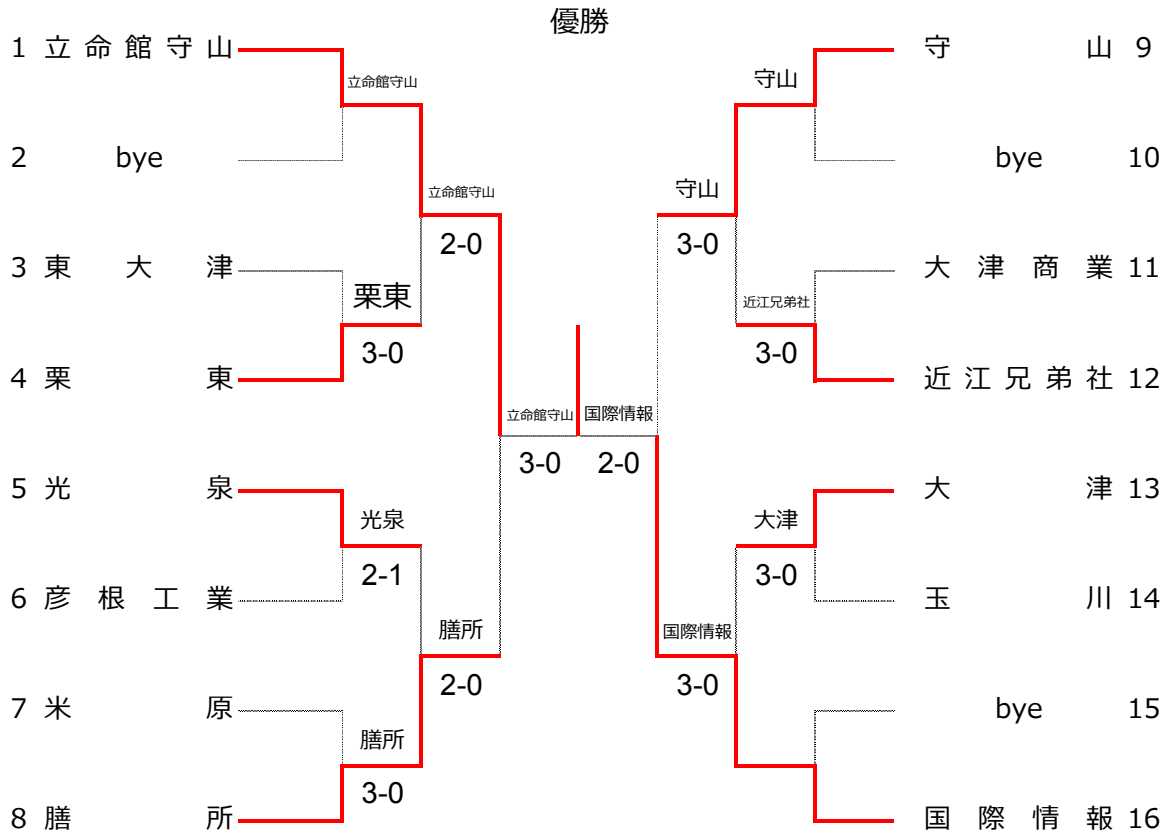 優勝
1 立命館守山
守山 9
立命館守山
守山
2 bye
bye 10
立命館守山
守山
2-0
3-0
3 東大津
大津商業 11
栗東
近江兄弟社
3-0
3-0
4 栗東
近江兄弟社 12
立命館守山
国際情報
3-0
2-0
5 光泉
大津 13
光泉
大津
2-1
3-0
6 彦根工業
玉川 14
膳所
国際情報
2-0
3-0
7 米原
bye 15
膳所
3-0
8 膳所
国際情報 16